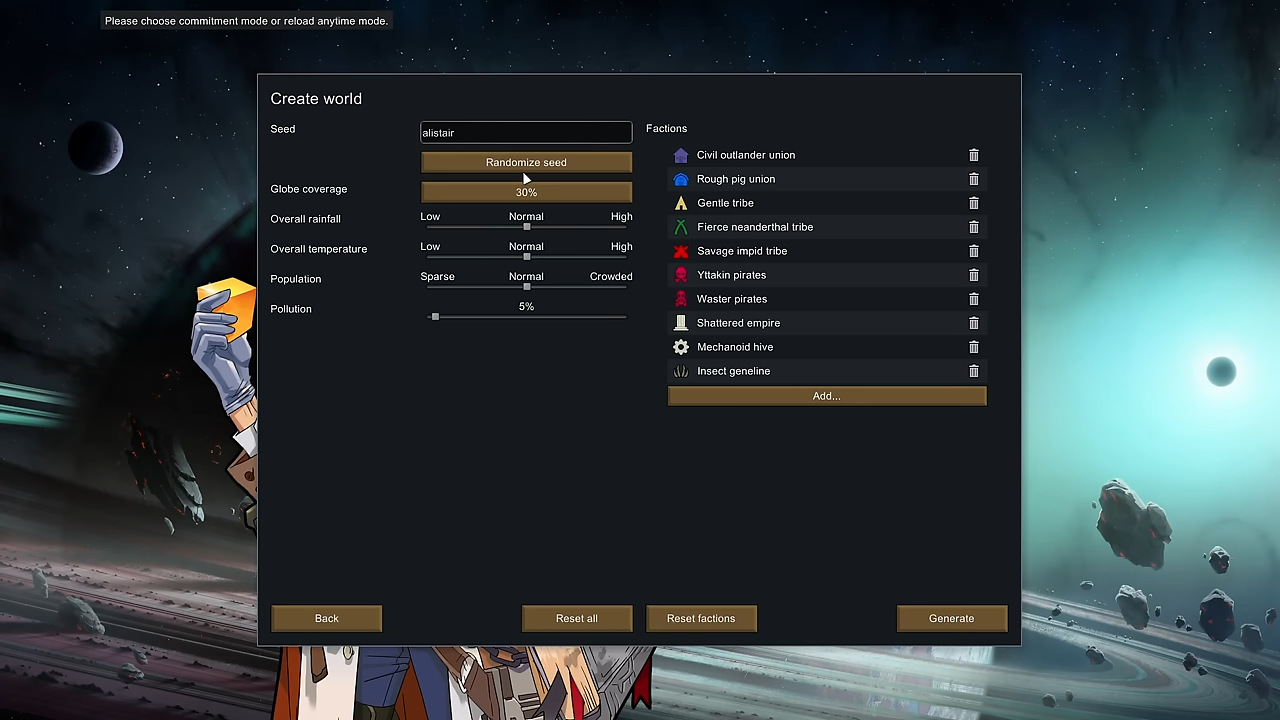 Please choose commitment mode or reload anytime mode.
Create world
Seed
alistair
Randomize seed
Globe coverage
30%
Overall rainfall
Low Normal High
Overall temperature
Low Normal High
Population
Sparse Normal Crowded
Pollution
5%
Factions
Civil outlander union
Rough pig union
Gentle tribe
Fierce neanderthal tribe
Savage impid tribe
Yttakin pirates
Waster pirates
Shattered empire
Mechanoid hive
Insect geneline
Add...
Back
Reset all
Reset factions
Generate